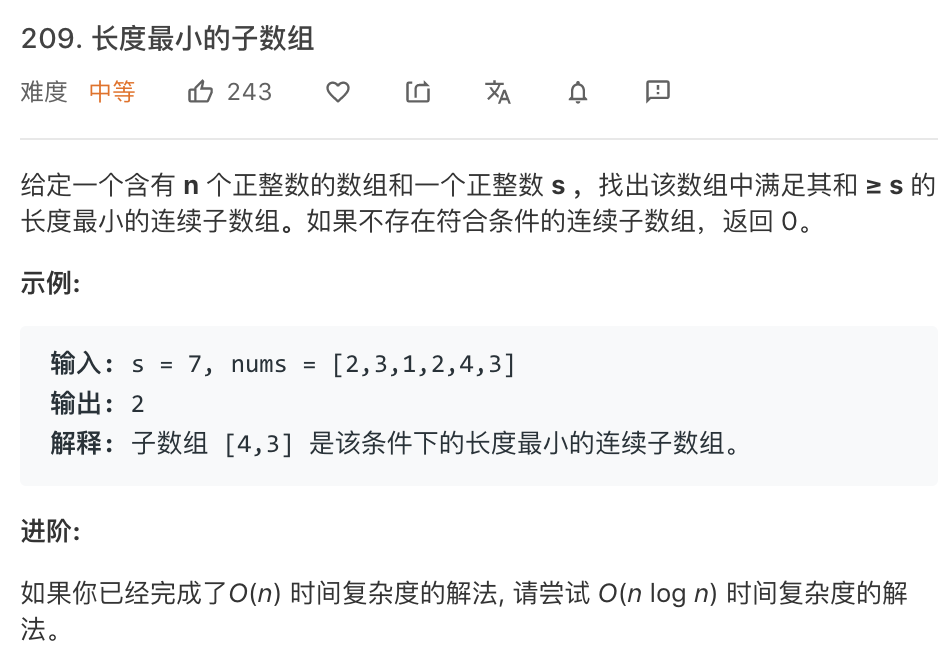 209. 长度最小的子数组
难度 中等 243
给定一个含有 n 个正整数的数组和一个正整数 s ，找出该数组中满足其和 ≥ s 的
长度最小的连续子数组。如果不存在符合条件的连续子数组，返回 0。
示例:
输入: s = 7, nums = [2,3,1,2,4,3]
输出: 2
解释: 子数组 [4,3] 是该条件下的长度最小的连续子数组。
进阶:
如果你已经完成了O(n) 时间复杂度的解法, 请尝试 O(n log n) 时间复杂度的解
法。